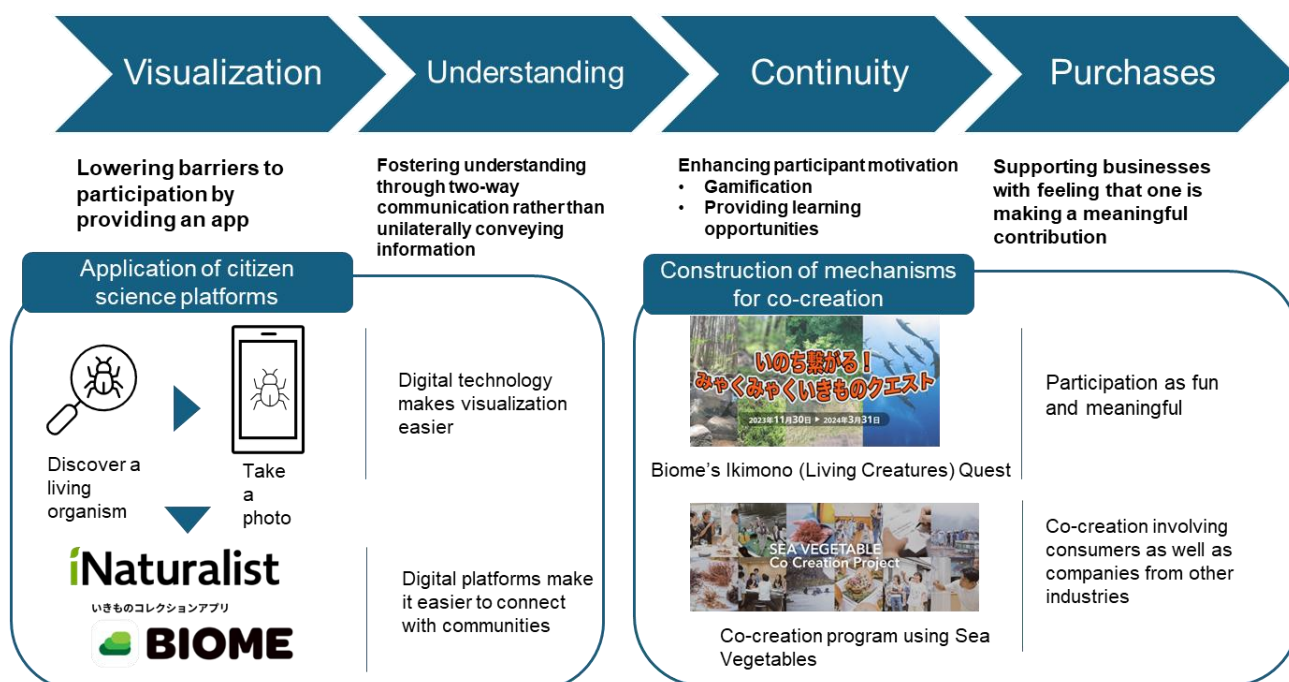 Visualization
Understanding
Continuity
Purchases
Lowering barriers to
participation by
providing an app
Fostering understanding
through two-way
communication rather than
unilaterally conveying
information
Enhancing participant motivation
• Gamification
• Providing learning
opportunities
Supporting businesses
with feeling that one is
making a meaningful
contribution
Application of citizen
science platforms
Discover a
living
organism
Take
a
photo
iNaturalist
いきものコレクションアプリ
BIOME
Digital technology
makes visualization
easier
Digital platforms make
it easier to connect
with communities
Construction of mechanisms
for co-creation
いのち繋がる!
みゃくみゃくいきものクエスト
2023年11月30日 ▶ 2024年3月31日
Biome's Ikimono (Living Creatures) Quest
SEA VEGETABLE
Co Creation Project
Co-creation program using Sea
Vegetables
Participation as fun
and meaningful
Co-creation involving
consumers as well as
companies from other
industries